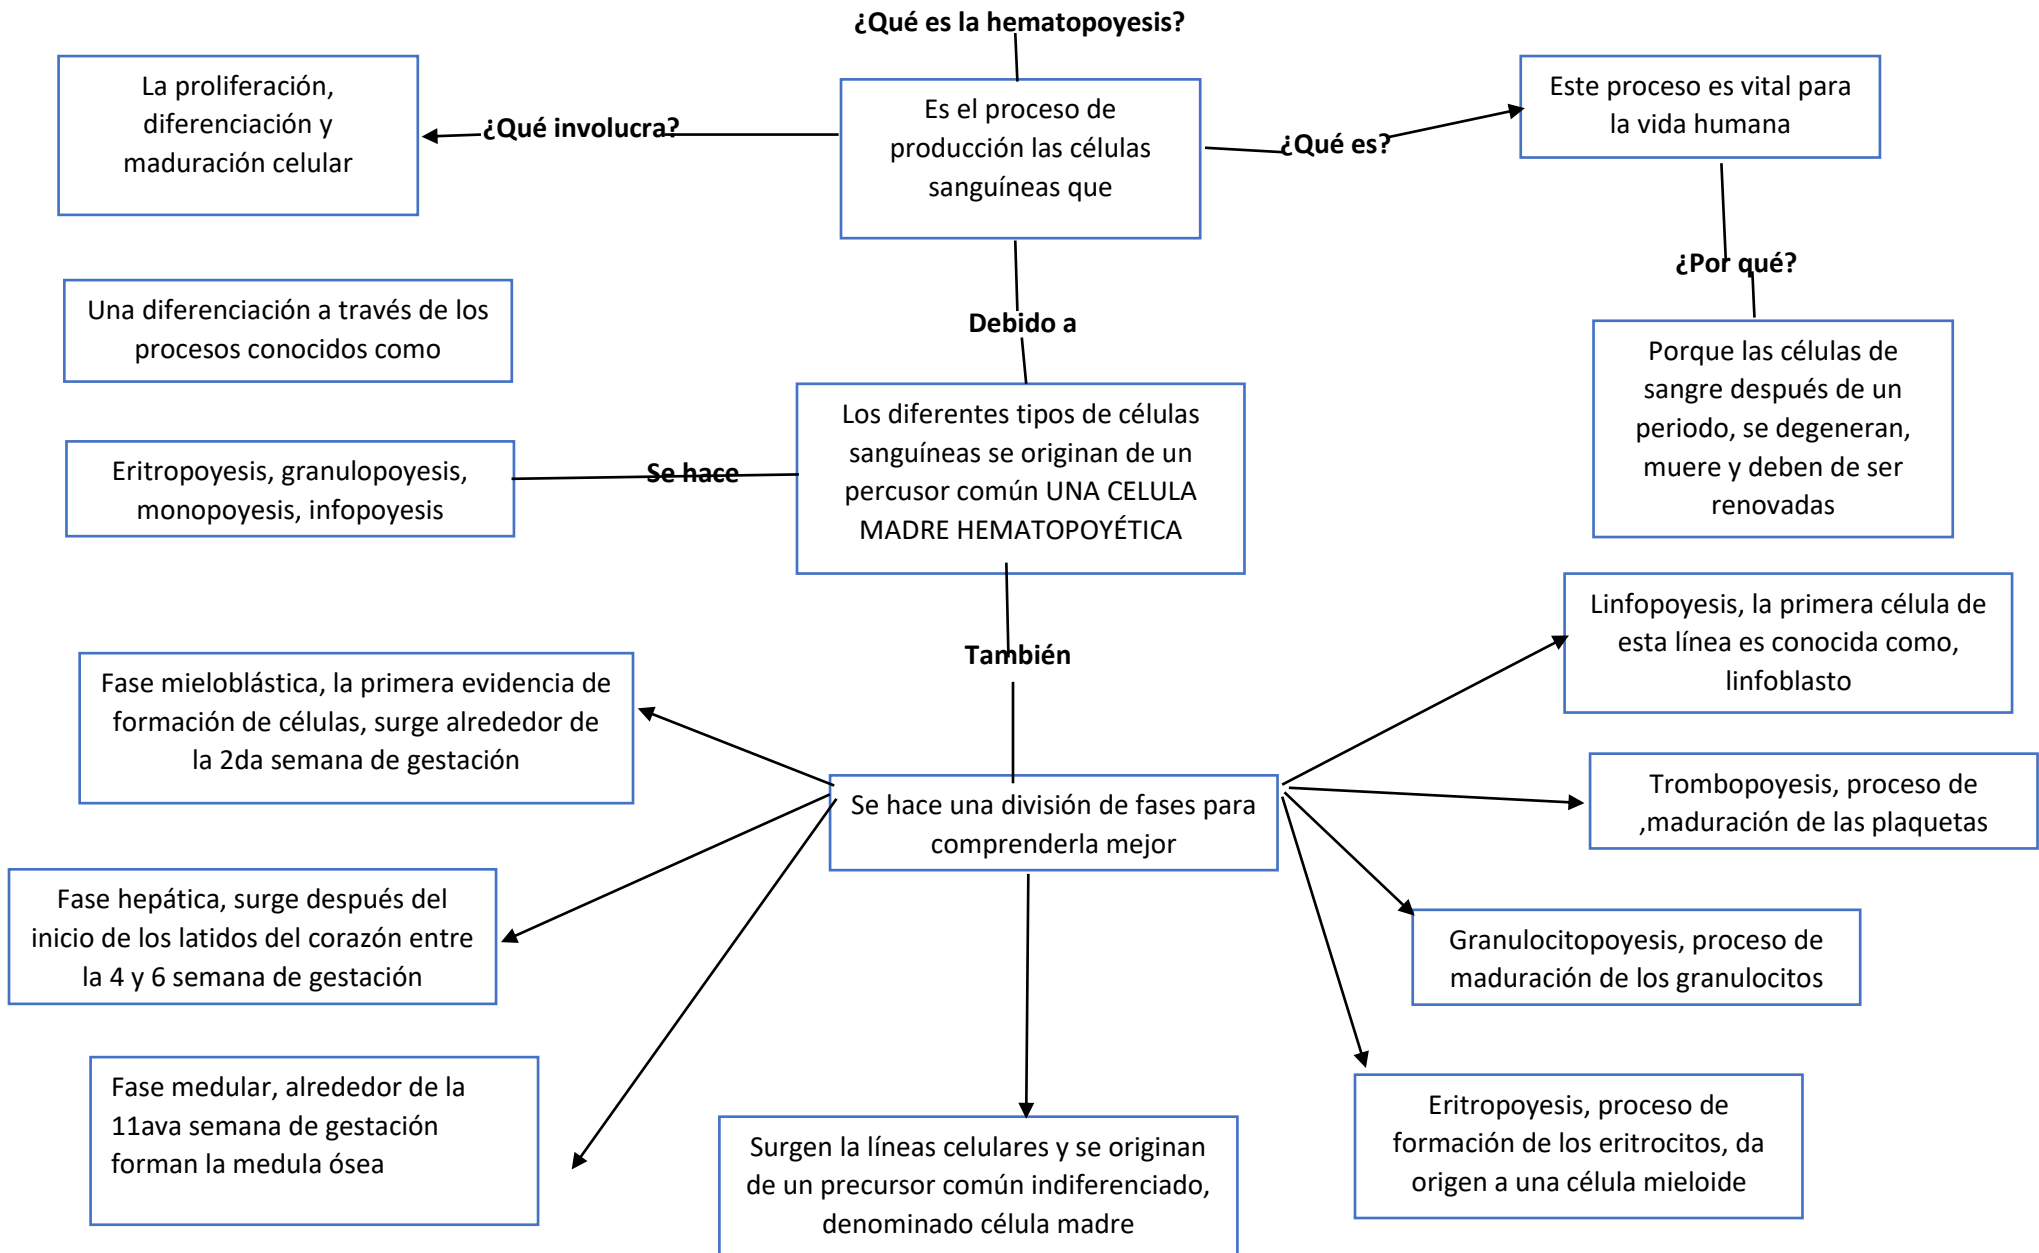 ¿Qué es la hematopoyesis?
La proliferación,
diferenciación y
maduración celular
¿Qué involucra?
Es el proceso de
producción las células
sanguíneas que
¿Qué es?
Este proceso es vital para
la vida humana
¿Por qué?
Porque las células de
sangre después de un
periodo, se degeneran,
muere y deben de ser
renovadas
Una diferenciación a través de los
procesos conocidos como
Debido a
Los diferentes tipos de células
sanguíneas se originan de un
percusor común UNA CELULA
MADRE HEMATOPOYÉTICA
Se hace
Eritropoyesis, granulopoyesis,
monopoyesis, infopoyesis
También
Se hace una división de fases para
comprenderla mejor
Fase mieloblástica, la primera evidencia de
formación de células, surge alrededor de
la 2da semana de gestación
Fase hepática, surge después del
inicio de los latidos del corazón entre
la 4 y 6 semana de gestación
Fase medular, alrededor de la
11ava semana de gestación
forman la medula ósea
Surgen la líneas celulares y se originan
de un precursor común indiferenciado,
denominado célula madre
Linfopoyesis, la primera célula de
esta línea es conocida como,
linfoblasto
Trombopoyesis, proceso de
,maduración de las plaquetas
Granulocitopoyesis, proceso de
maduración de los granulocitos
Eritropoyesis, proceso de
formación de los eritrocitos, da
origen a una célula mieloide